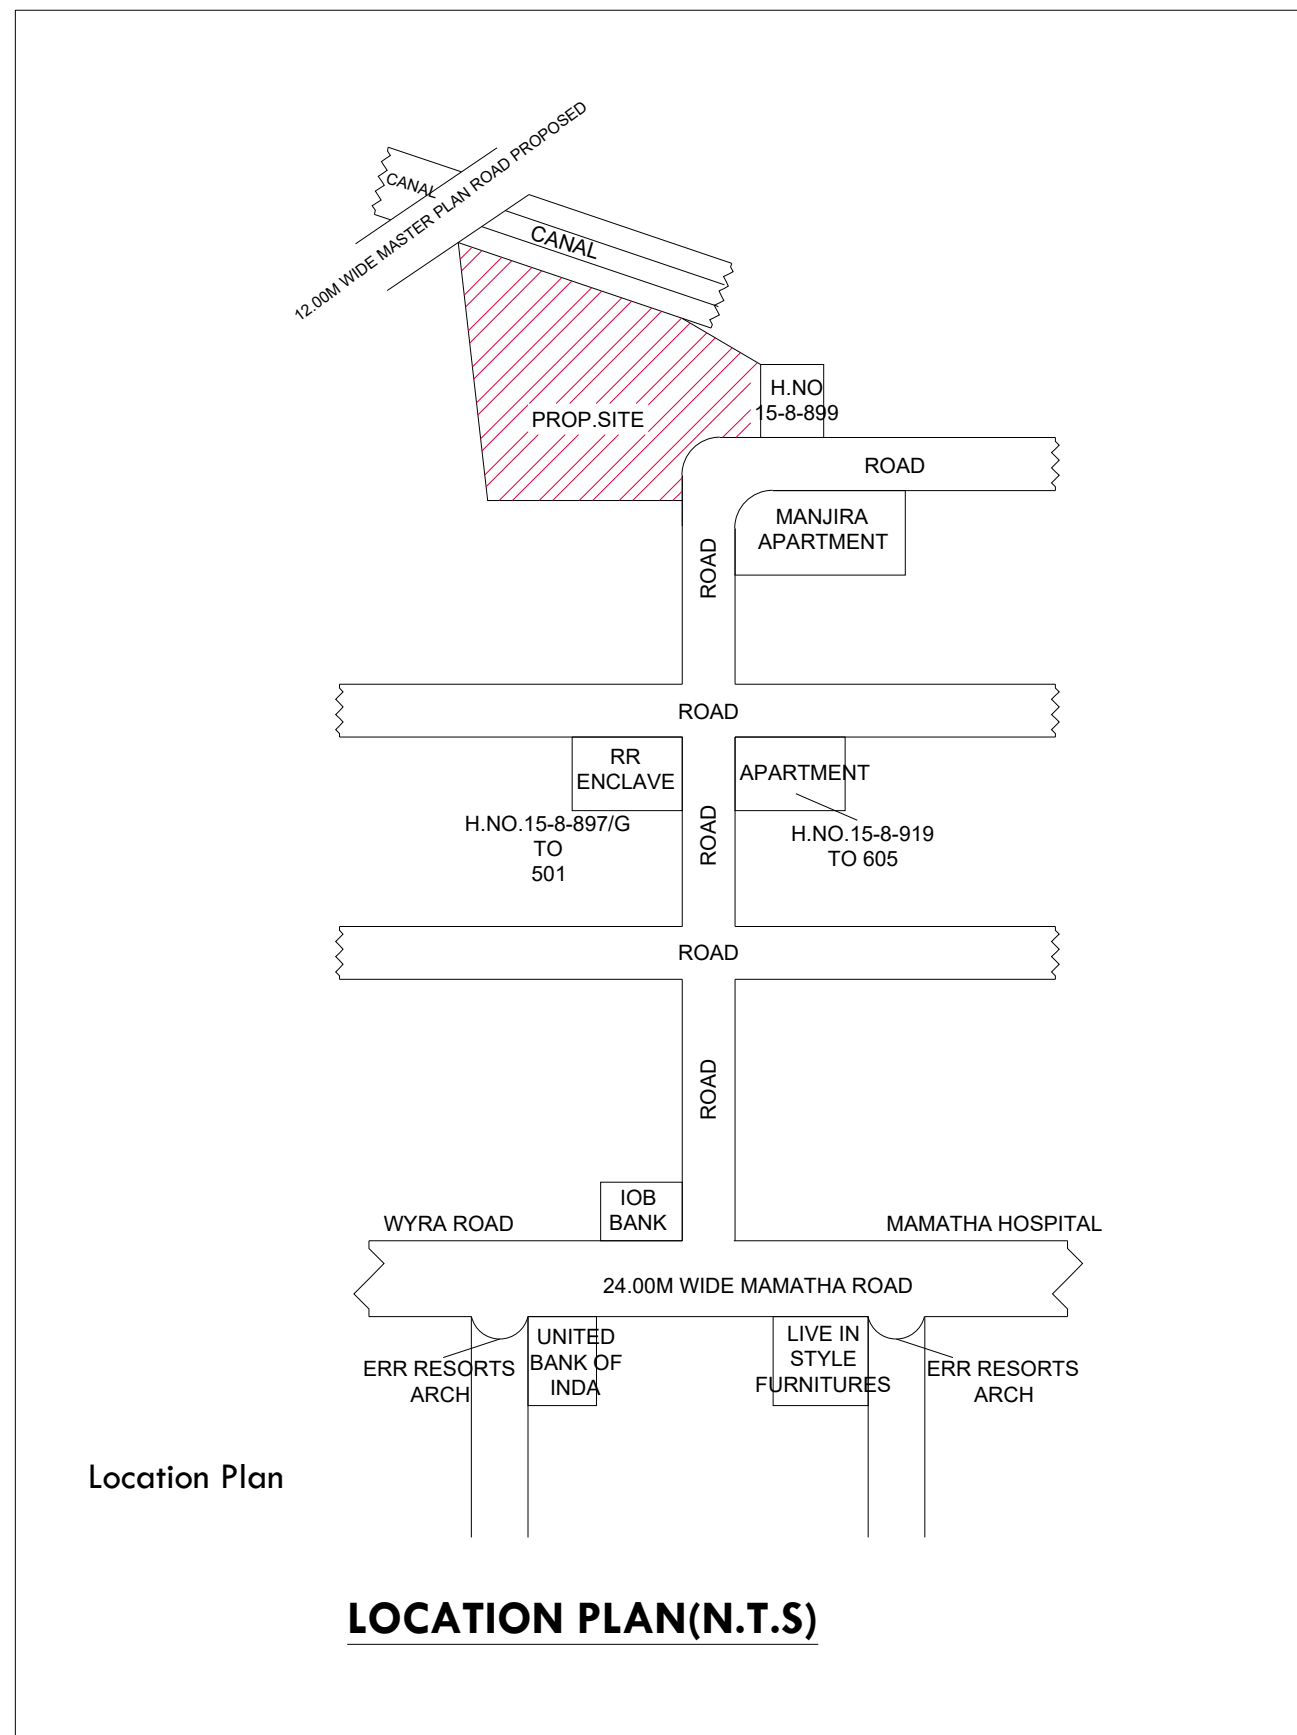 12.00M WIDE MASTER PLAN ROAD PROPOSED
CANAL
CANAL
H.NO
15-8-899
PROP.SITE
ROAD
MANJIRA
APARTMENT
ROAD
ROAD
RR
ENCLAVE
APARTMENT
ROAD
H.NO.15-8-897/G
TO
501
H.NO.15-8-919
TO 605
ROAD
ROAD
IOB
BANK
WYRA ROAD
MAMATHA HOSPITAL
24.00M WIDE MAMATHA ROAD
UNITED
BANK OF
INDA
LIVE IN
STYLE
FURNITURES
ERR RESORTS
ARCH
ERR RESORTS
ARCH
Location Plan
LOCATION PLAN(N.T.S)